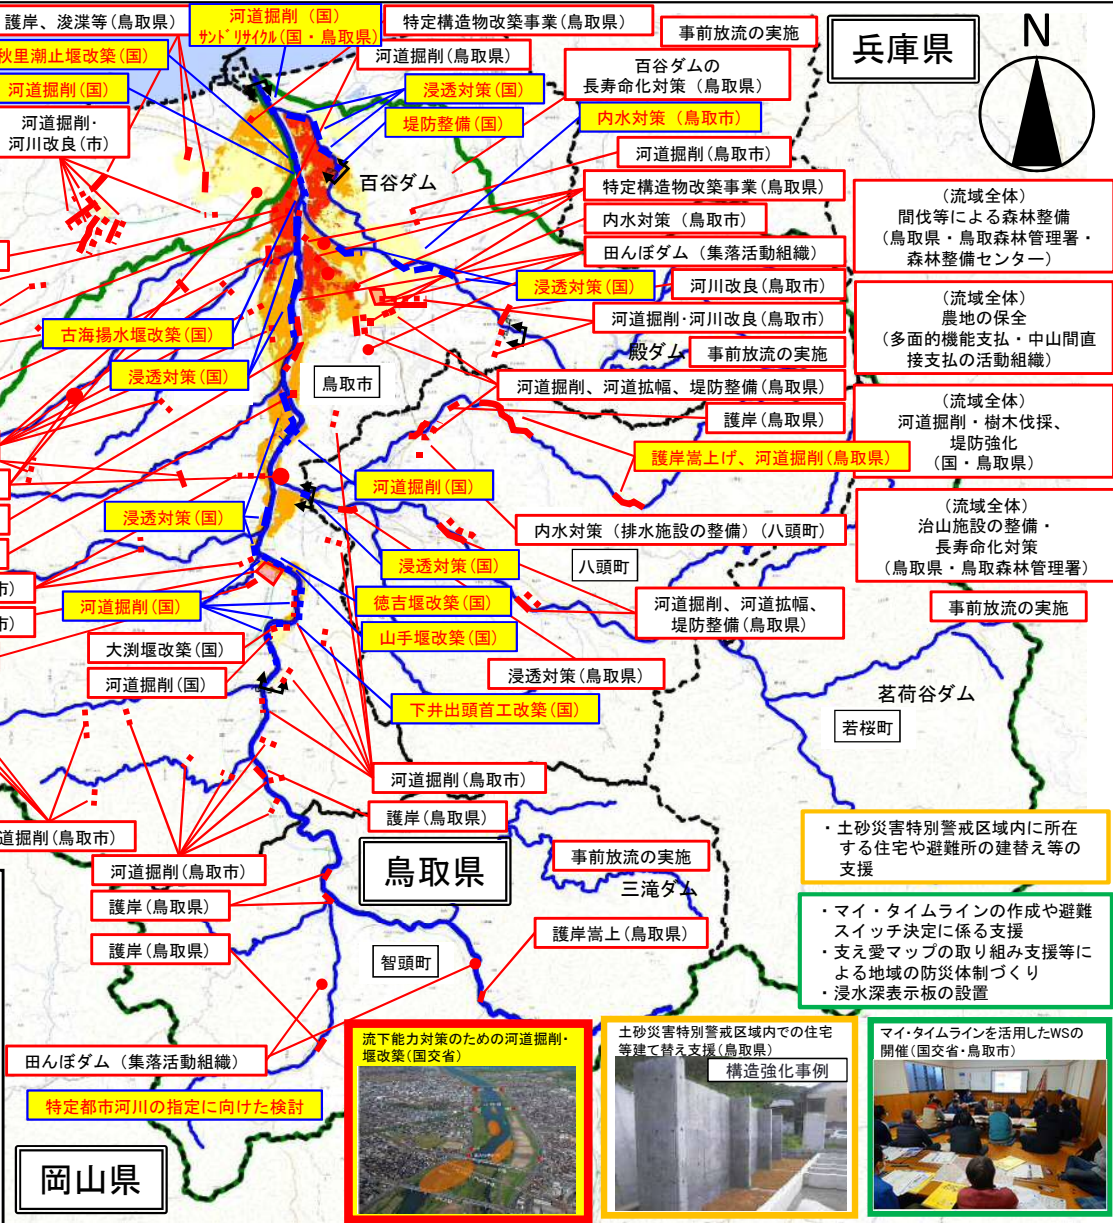 護岸、浚渫等(鳥取県)
河道掘削(国)
サンドリサイクル(国・鳥取県)
特定構造物改築事業(鳥取県)
事前放流の実施
兵庫県
N
秋里潮止堰改築(国)
河道掘削(鳥取県)
百谷ダムの
長寿命化対策(鳥取県)
河道掘削(国)
浸透対策(国)
堤防整備(国)
内水対策(鳥取市)
河道掘削・
河川改良(市)
河道掘削(鳥取市)
百谷ダム
特定構造物改築事業(鳥取県)
内水対策(鳥取市)
田んぼダム(集落活動組織)
(流域全体)
間伐等による森林整備
(鳥取県・鳥取森林管理署・
森林整備センター)
浸透対策(国)
河川改良(鳥取市)
河道掘削・河川改良(鳥取市)
(流域全体)
農地の保全
(多面的機能支払・中山間直
接支払の活動組織)
古海揚水堰改築(国)
殿ダム
事前放流の実施
浸透対策(国)
鳥取市
河道掘削、河道拡幅、堤防整備(鳥取県)
護岸(鳥取県)
(流域全体)
河道掘削・樹木伐採、
堤防強化
(国・鳥取県)
護岸嵩上げ、河道掘削(鳥取県)
河道掘削(国)
浸透対策(国)
内水対策(排水施設の整備)(八頭町)
(流域全体)
治山施設の整備・
長寿命化対策
(鳥取県・鳥取森林管理署)
浸透対策(国)
八頭町
市)
河道掘削(国)
徳吉堰改築(国)
河道掘削、河道拡幅、
堤防整備(鳥取県)
事前放流の実施
市)
山手堰改築(国)
大渕堰改築(国)
河道掘削(国)
浸透対策(鳥取県)
茗荷谷ダム
下井出頭首工改築(国)
若桜町
河道掘削(鳥取市)
護岸(鳥取県)
道掘削(鳥取市)
・土砂災害特別警戒区域内に所在
する住宅や避難所の建替え等の
支援
河道掘削(鳥取市)
鳥取県
事前放流の実施
三滝ダム
護岸(鳥取県)
護岸(鳥取県)
護岸嵩上(鳥取県)
智頭町
・マイ・タイムラインの作成や避難
スイッチ決定に係る支援
・支え愛マップの取り組み支援等に
よる地域の防災体制づくり
・浸水深表示板の設置
田んぼダム(集落活動組織)
特定都市河川の指定に向けた検討
岡山県
流下能力対策のための河道掘削・
堰改築(国交省)
土砂災害特別警戒区域内での住宅
等建て替え支援(鳥取県)
構造強化事例
マイ・タイムラインを活用したWSの
開催(国交省・鳥取市)